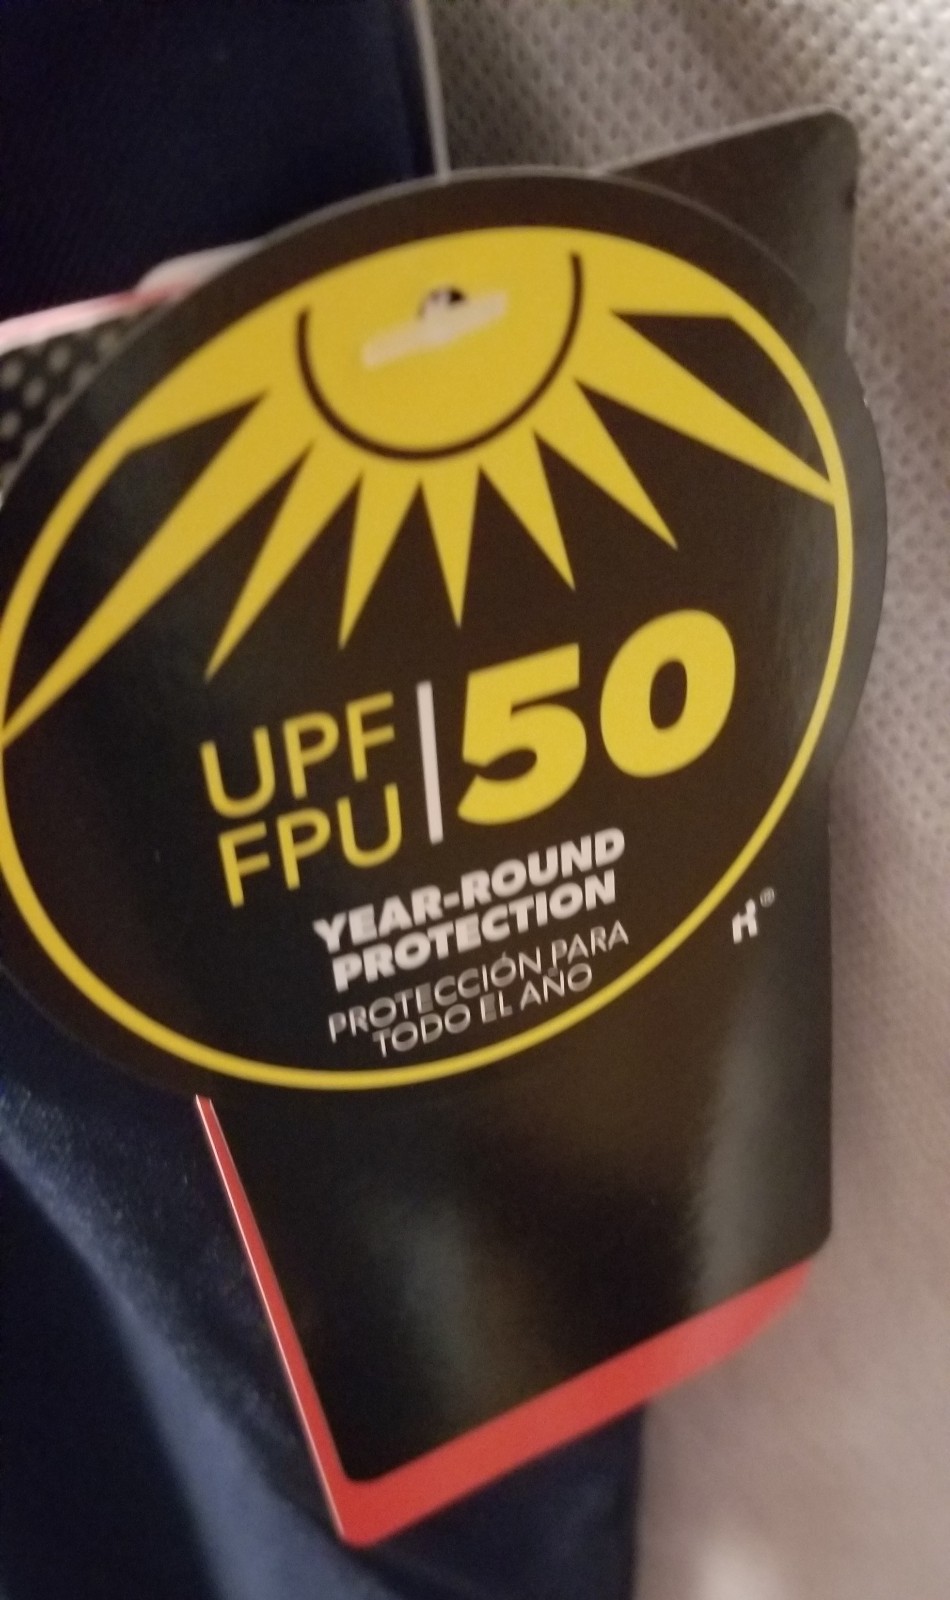 UPF
FPU
50
YEAR-ROUND
PROTECTION
PROTECCIÓN PARA
TODO EL AÑO
R®